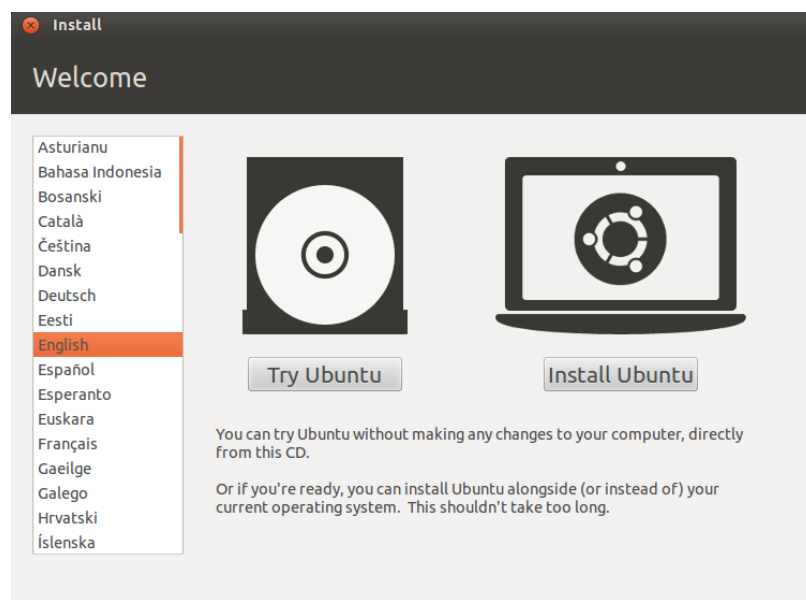 Install
Welcome
Asturianu
Bahasa Indonesia
Bosanski
Català
Čeština
Dansk
Deutsch
Eesti
English
Español
Esperanto
Euskara
Français
Gaeilge
Galego
Hrvatski
Íslenska
Try Ubuntu
Install Ubuntu
You can try Ubuntu without making any changes to your computer, directly
from this CD.
Or if you're ready, you can install Ubuntu alongside (or instead of) your
current operating system.  This shouldn't take too long.